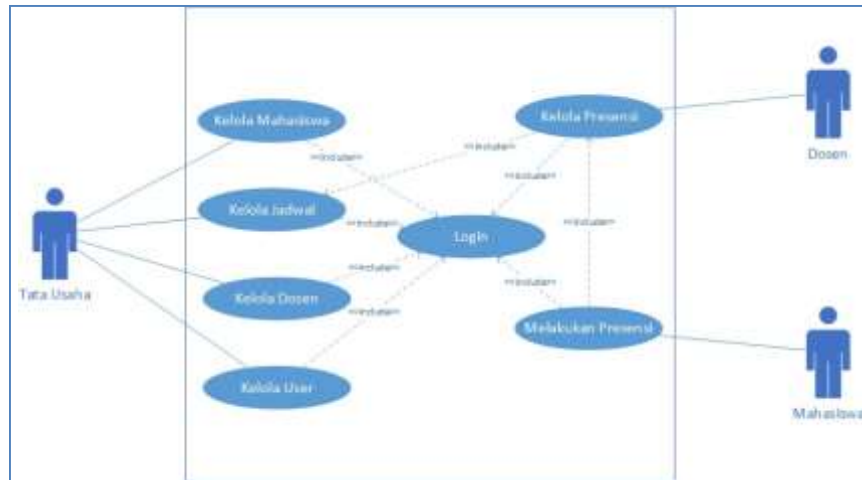 Kelola Mahasiswa
Kelola Presensi
Dosen
<<Include>>
<<Include>>
<<Include>>
Kelola Jadwal
<<Include>>
<<Include>>
Login
Tata Usaha
<<Include>>
<<Include>>
Kelola Dosen
<<Include>>
Melakukan Presensi
Kelola User
Mahasiswa